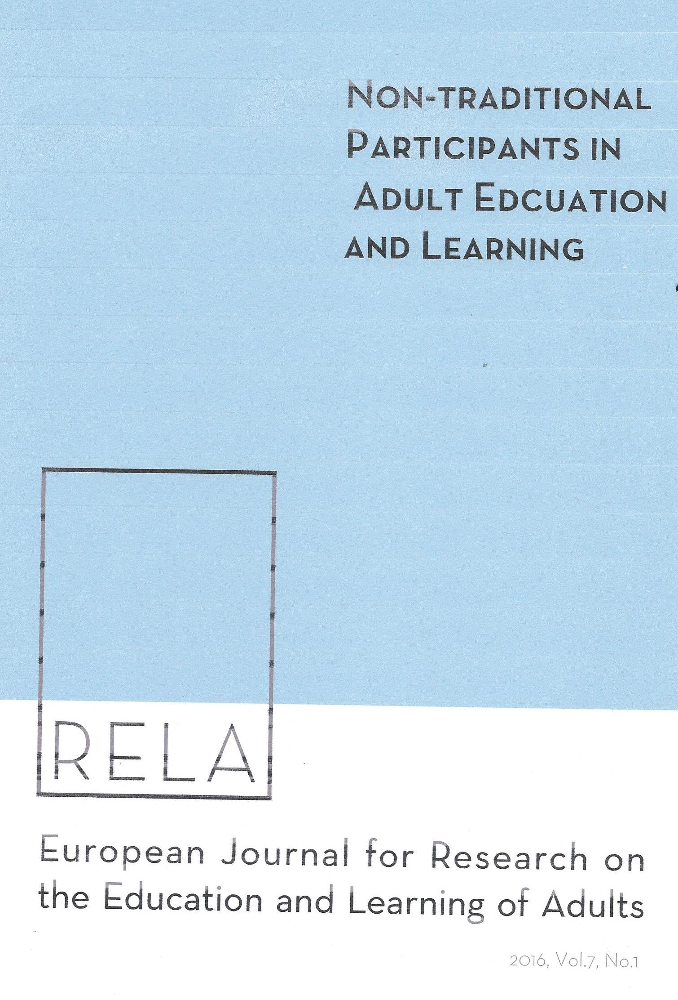 Non-traditional
Participants in
Adult Edcuation
and Learning
RELA
European Journal for Research on
the Education and Learning of Adults
2016, Vol.7, No.1